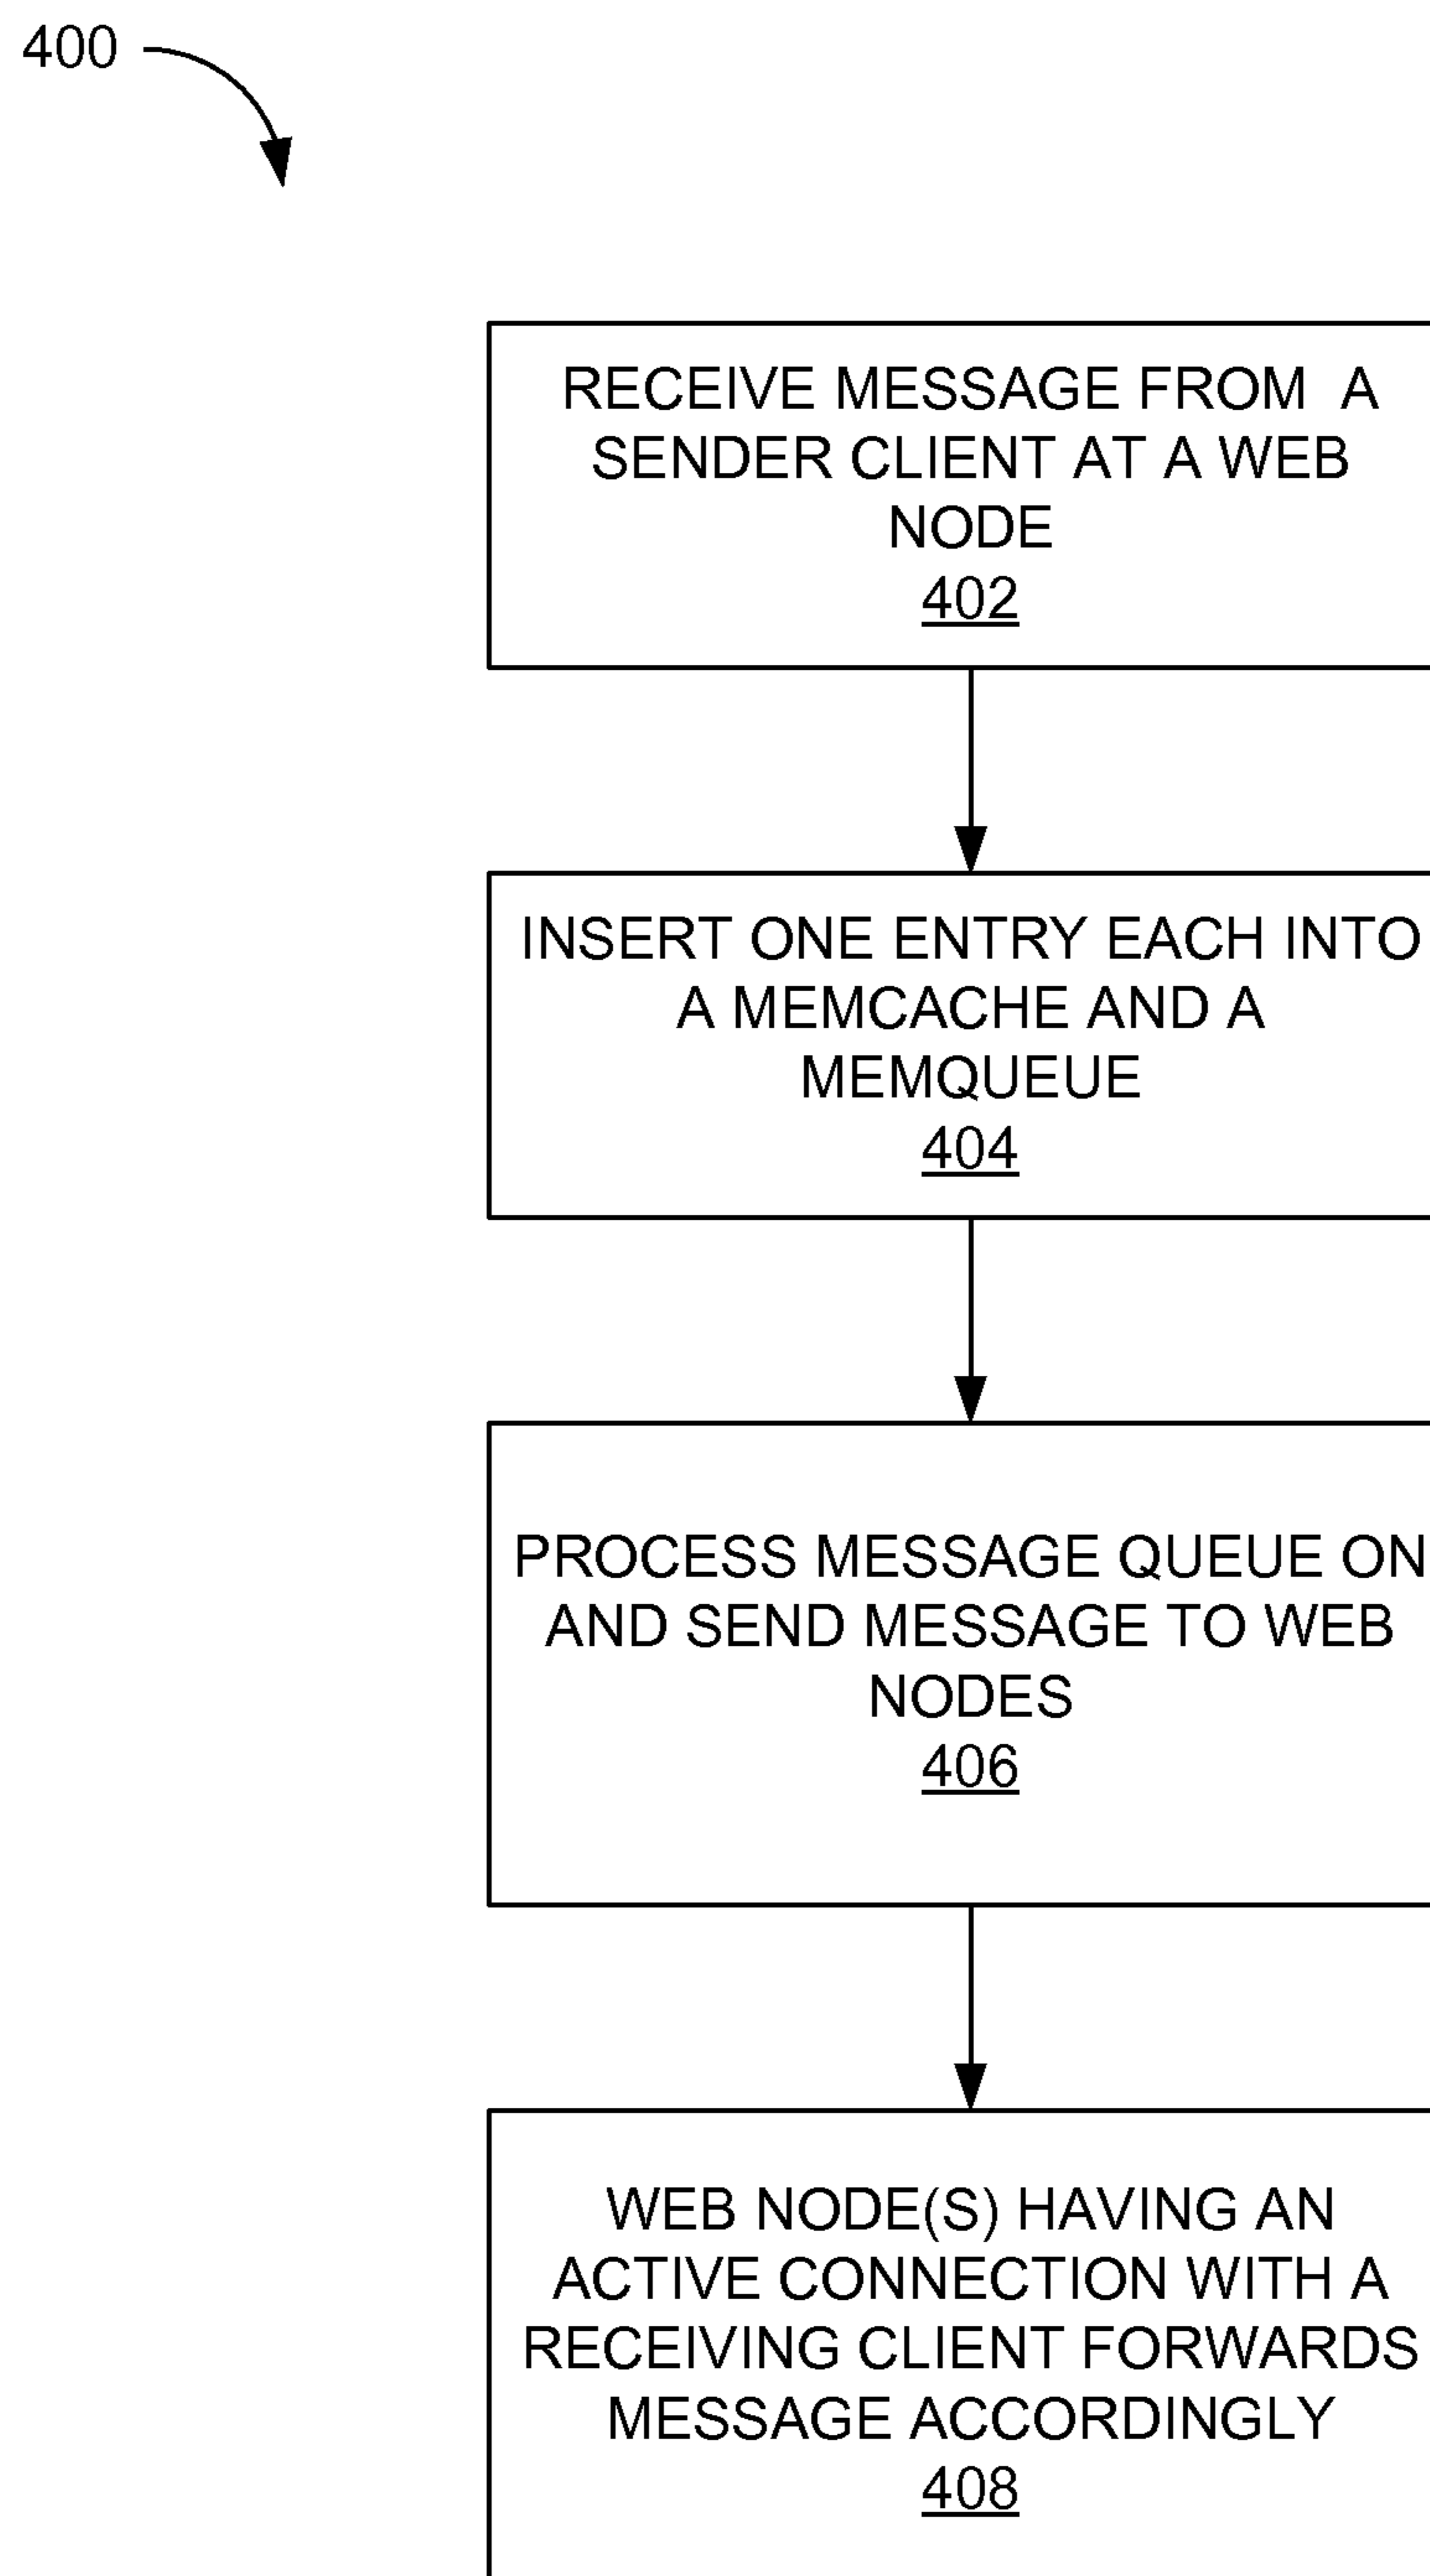 400
RECEIVE MESSAGE FROM A
SENDER CLIENT AT A WEB
NODE
402
INSERT ONE ENTRY EACH INTO
A MEMCACHE AND A
MEMQUEUE
404
PROCESS MESSAGE QUEUE ON
AND SEND MESSAGE TO WEB
NODES
406
WEB NODE(S) HAVING AN
ACTIVE CONNECTION WITH A
RECEIVING CLIENT FORWARDS
MESSAGE ACCORDINGLY
408